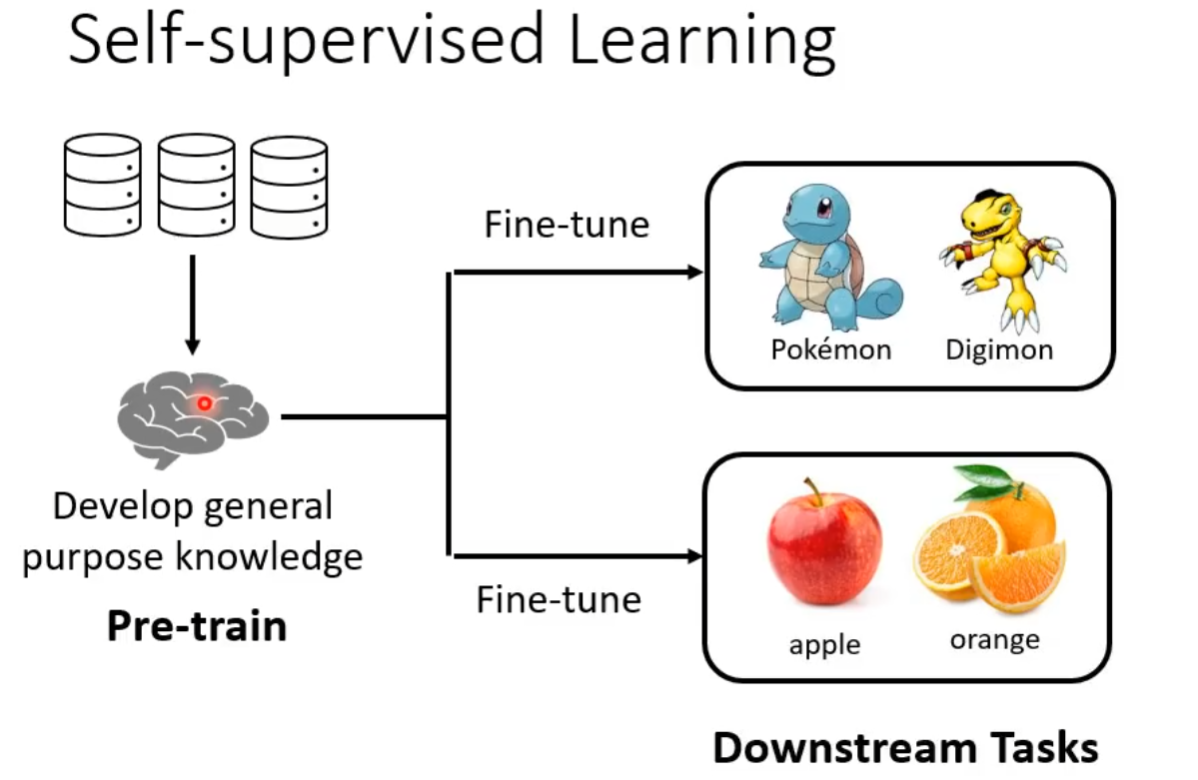 Self-supervised Learning
Fine-tune
Pokémon
Digimon
Develop general
purpose knowledge
Pre-train
Fine-tune
apple
orange
Downstream Tasks